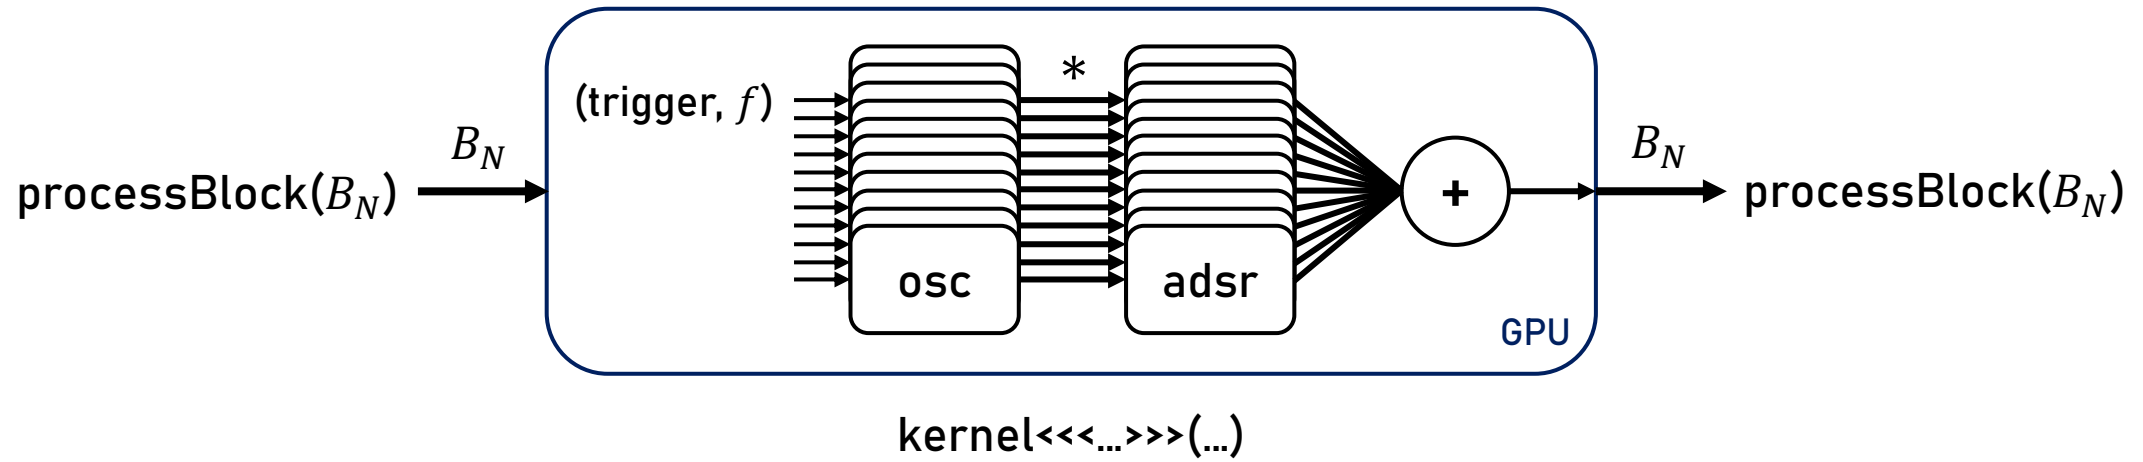 (trigger, f)
*
processBlock(B_N)
B_N
osc
adsr
+
B_N
processBlock(B_N)
GPU
kernel<<<...>>>(...)